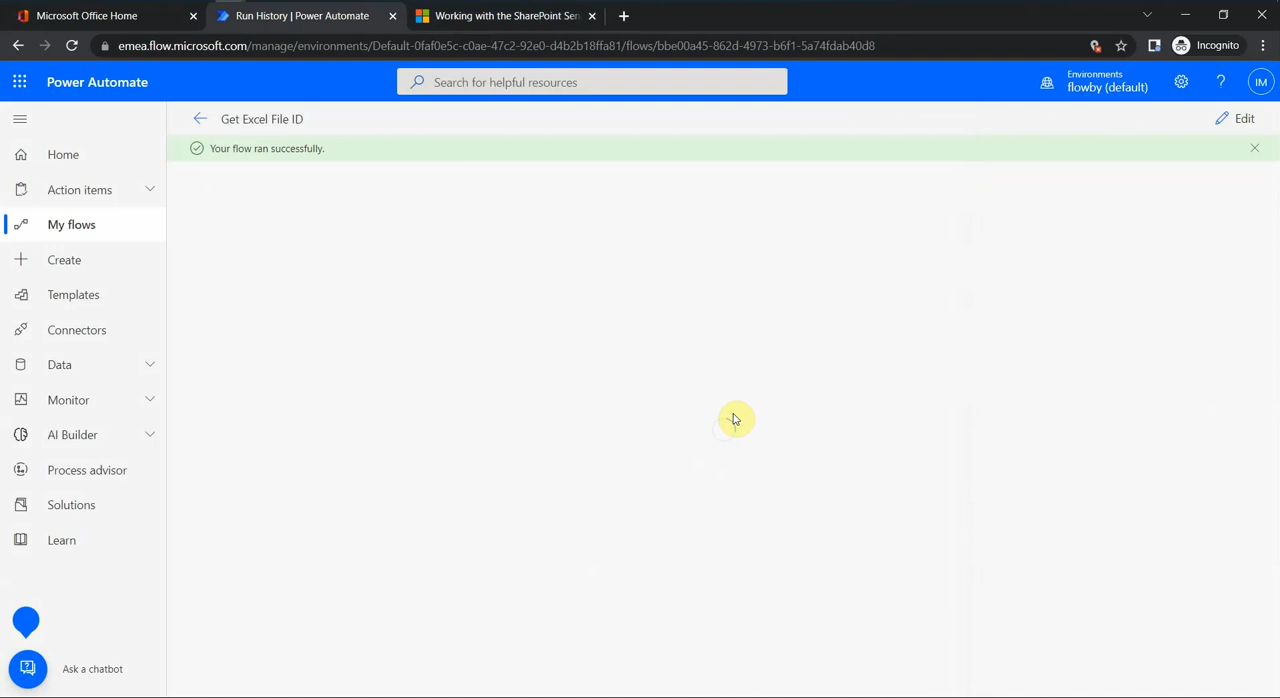 Microsoft Office Home
Run History | Power Automate
Working with the SharePoint Sen
emea.flow.microsoft.com/manage/environments/Default-0faf0e5c-c0ae-47c2-92e0-d4b2b18ffa81/flows/bbe00a45-862d-4973-b6f1-5a74fdab40d8
Incognito
Power Automate
Search for helpful resources
Environments
flowby (default)
?
IM
Get Excel File ID
Edit
Your flow ran successfully.
Home
Action items
My flows
Create
Templates
Connectors
Data
Monitor
AI Builder
Process advisor
Solutions
Learn
Ask a chatbot